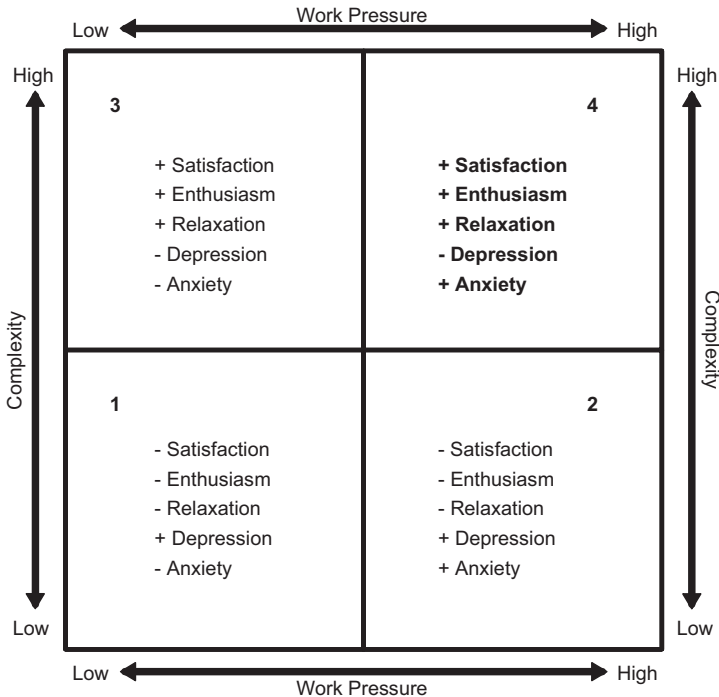 Work Pressure
Low High
High High
3 4
+ Satisfaction + Satisfaction
+ Enthusiasm + Enthusiasm
+ Relaxation + Relaxation
- Depression - Depression
- Anxiety + Anxiety
Complexity Complexity
1 2
- Satisfaction - Satisfaction
- Enthusiasm - Enthusiasm
- Relaxation - Relaxation
+ Depression + Depression
- Anxiety + Anxiety
Low Low
Low High
Work Pressure